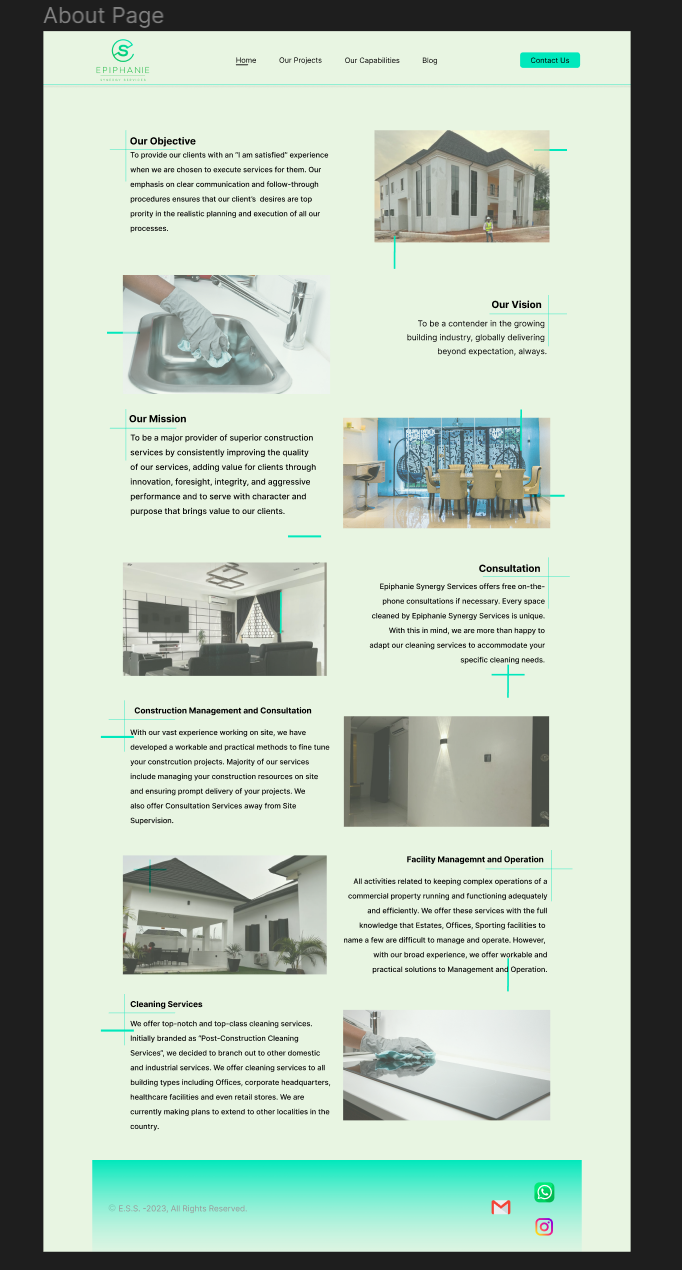 About Page
S
EPIPHANIE
SYNERGY SERVICES
Home
Our Projects
Our Capabilities
Blog
Contact Us
Our Objective
To provide our clients with an “I am satisfied” experience
when we are chosen to execute services for them. Our
emphasis on clear communication and follow-through
procedures ensures that our client’s desires are top
prority in the realistic planning and execution of all our
processes.
Our Vision
To be a contender in the growing
building industry, globally delivering
beyond expectation, always.
Our Mission
To be a major provider of superior construction
services by consistently improving the quality
of our services, adding value for clients through
innovation, foresight, integrity, and aggressive
performance and to serve with character and
purpose that brings value to our clients.
Consultation
Epiphanie Synergy Services offers free on-the-
phone consultations if necessary. Every space
cleaned by Epiphanie Synergy Services is unique.
With this in mind, we are more than happy to
adapt our cleaning services to accommodate your
specific cleaning needs.
Construction Management and Consultation
With our vast experience working on site, we have
developed a workable and practical methods to fine tune
your constrcution projects. Majority of our services
include managing your construction resources on site
and ensuring prompt delivery of your projects. We
also offer Consultation Services away from Site
Supervision.
Facility Managemnt and Operation
All activities related to keeping complex operations of a
commercial property running and functioning adequately
and efficiently. We offer these services with the full
knowledge that Estates, Offices, Sporting facilities to
name a few are difficult to manage and operate. However,
with our broad experience, we offer workable and
practical solutions to Management and Operation.
Cleaning Services
We offer top-notch and top-class cleaning services.
Initially branded as “Post-Construction Cleaning
Services”, we decided to branch out to other domestic
and industrial services. We offer cleaning services to all
building types including Offices, corporate headquarters,
healthcare facilities and even retail stores. We are
currently making plans to extend to other localities in the
country.
© E.S.S. -2023, All Rights Reserved.